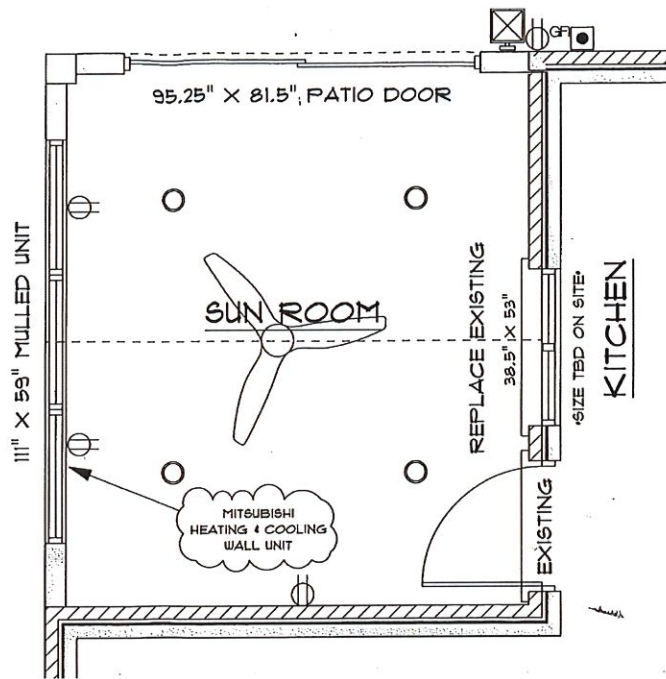 GFI
95.25" X 81.5" PATIO DOOR
111" X 59" MULLED UNIT
SUN ROOM
REPLACE EXISTING
38.5" X 53"
*SIZE TBD ON SITE*
KITCHEN
MITSUBISHI
HEATING & COOLING
WALL UNIT
EXISTING